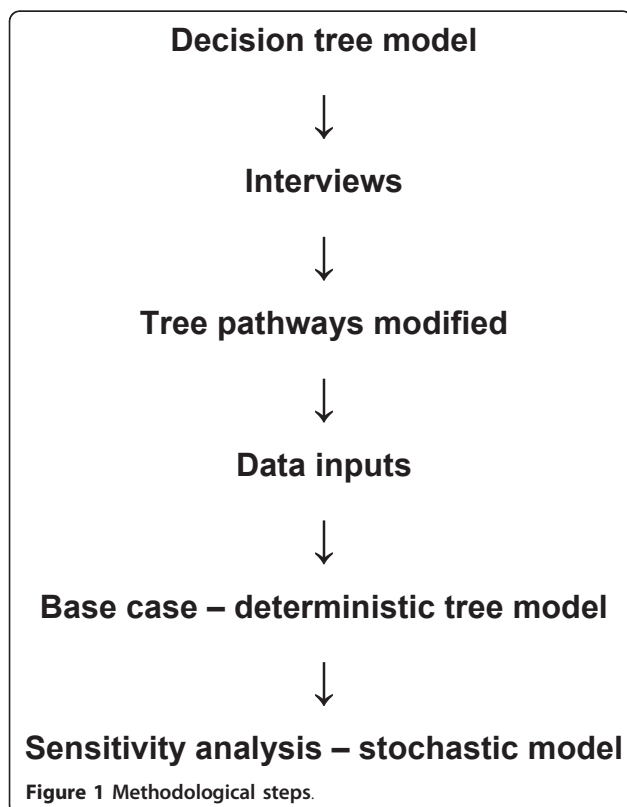 Decision tree model
↓
Interviews
↓
Tree pathways modified
↓
Data inputs
↓
Base case – deterministic tree model
↓
Sensitivity analysis – stochastic model
Figure 1 Methodological steps.